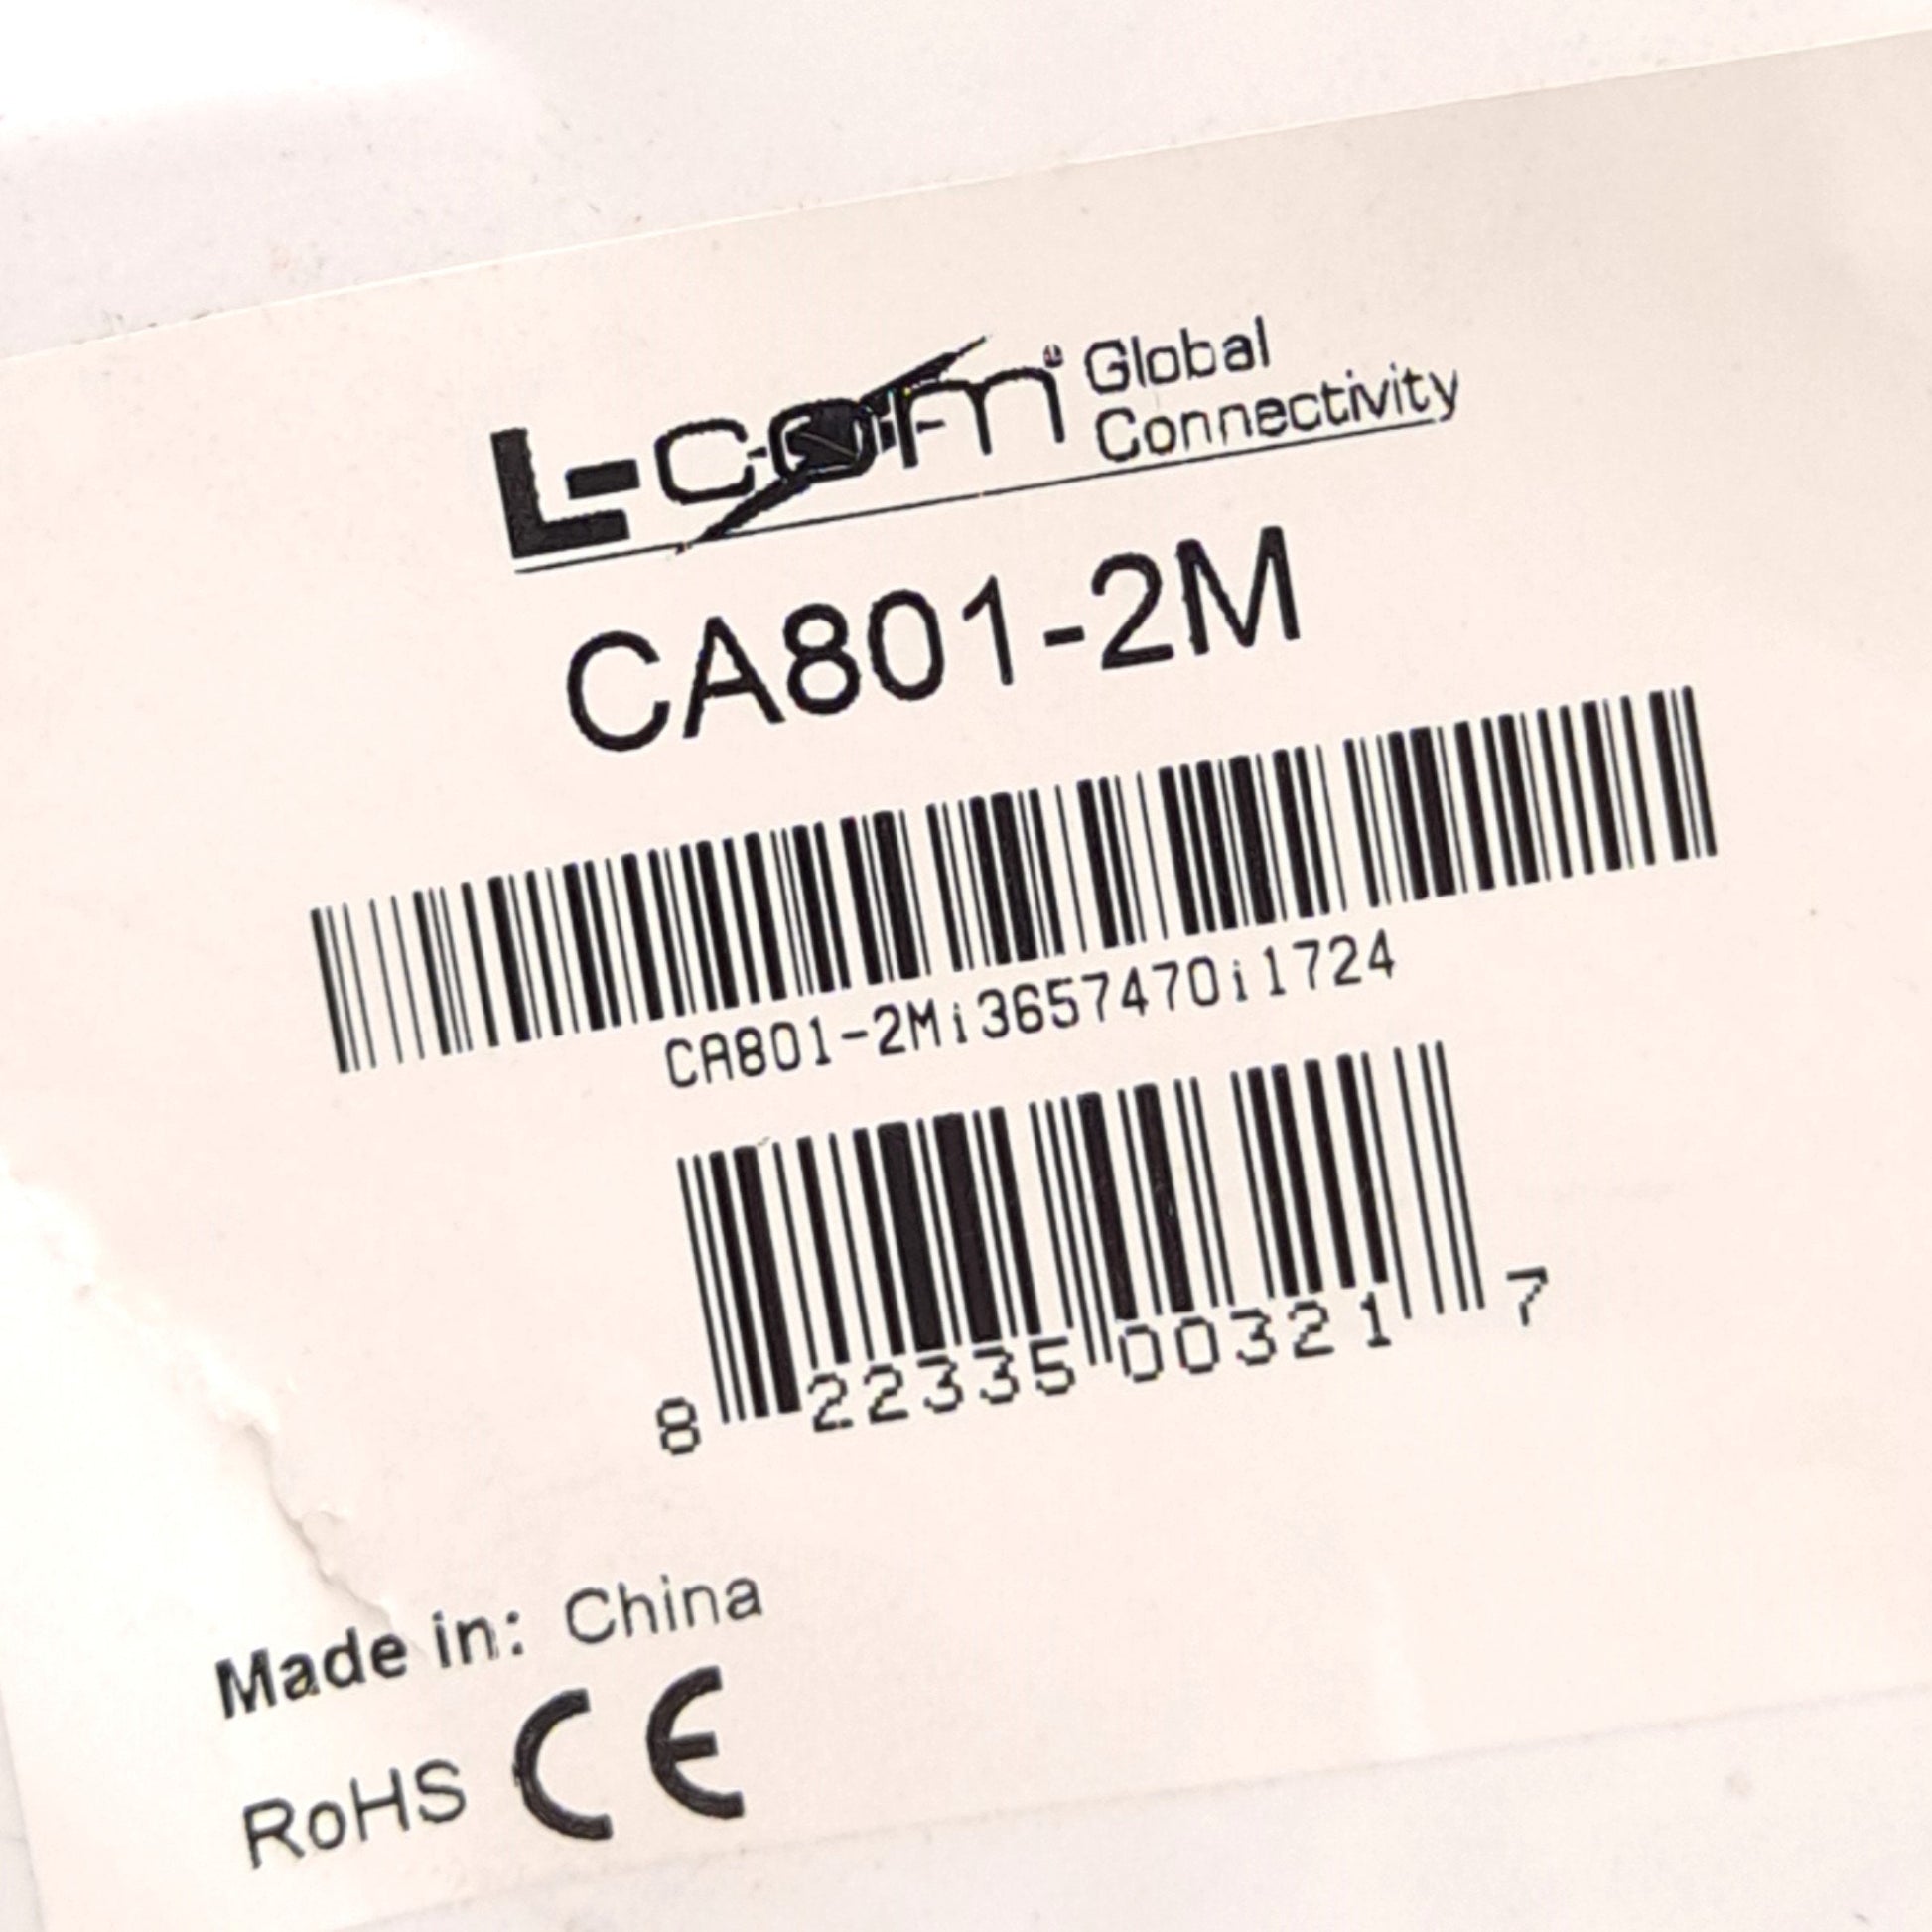 L-com® Global
Connectivity
CA801-2M
CA801-2Mi3657470i1724
8 22335 00321 7
Made in: China
RoHS CE